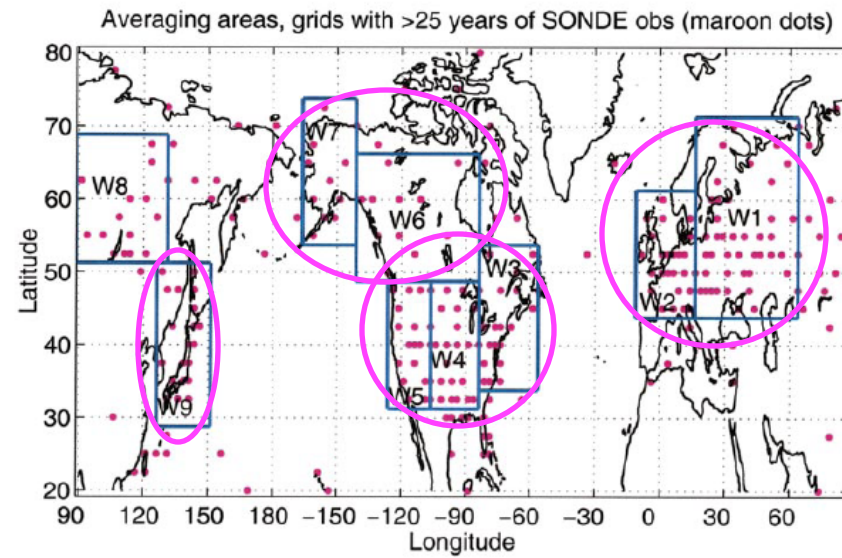 Averaging areas, grids with >25 years of SONDE obs (maroon dots)
80
70
60
50
40
30
20
Latitude
W7
W8
W6
W1
W3
W2
W4
W5
W9
90 120 150 180 −150 −120 −90 −60 −30 0 30 60
Longitude